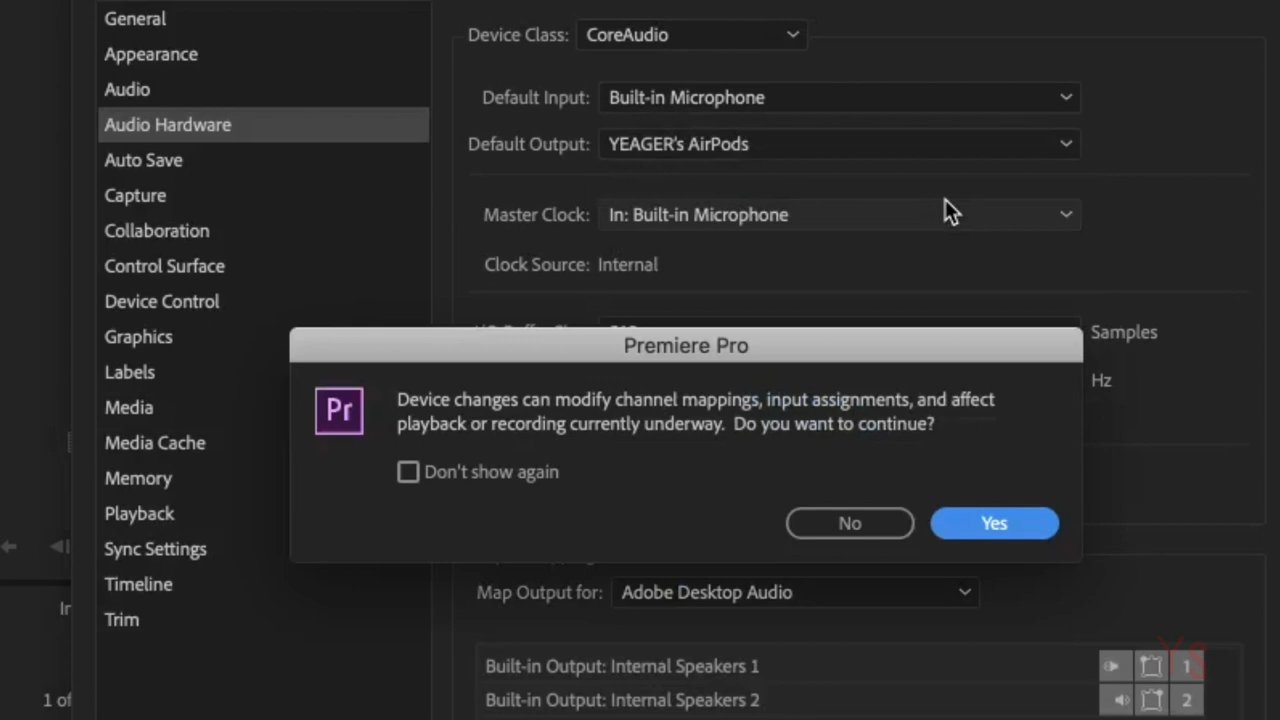 General
Appearance
Audio
Audio Hardware
Auto Save
Capture
Collaboration
Control Surface
Device Control
Graphics
Labels
Media
Media Cache
Memory
Playback
Sync Settings
Timeline
Trim
Device Class: CoreAudio
Default Input: Built-in Microphone
Default Output: YEAGER's AirPods
Master Clock: In: Built-in Microphone
Clock Source: Internal
Samples
Hz
Premiere Pro
Pr
Device changes can modify channel mappings, input assignments, and affect
playback or recording currently underway. Do you want to continue?
Don't show again
No Yes
Map Output for: Adobe Desktop Audio
Built-in Output: Internal Speakers 1 1
Built-in Output: Internal Speakers 2 2
1 of
YS